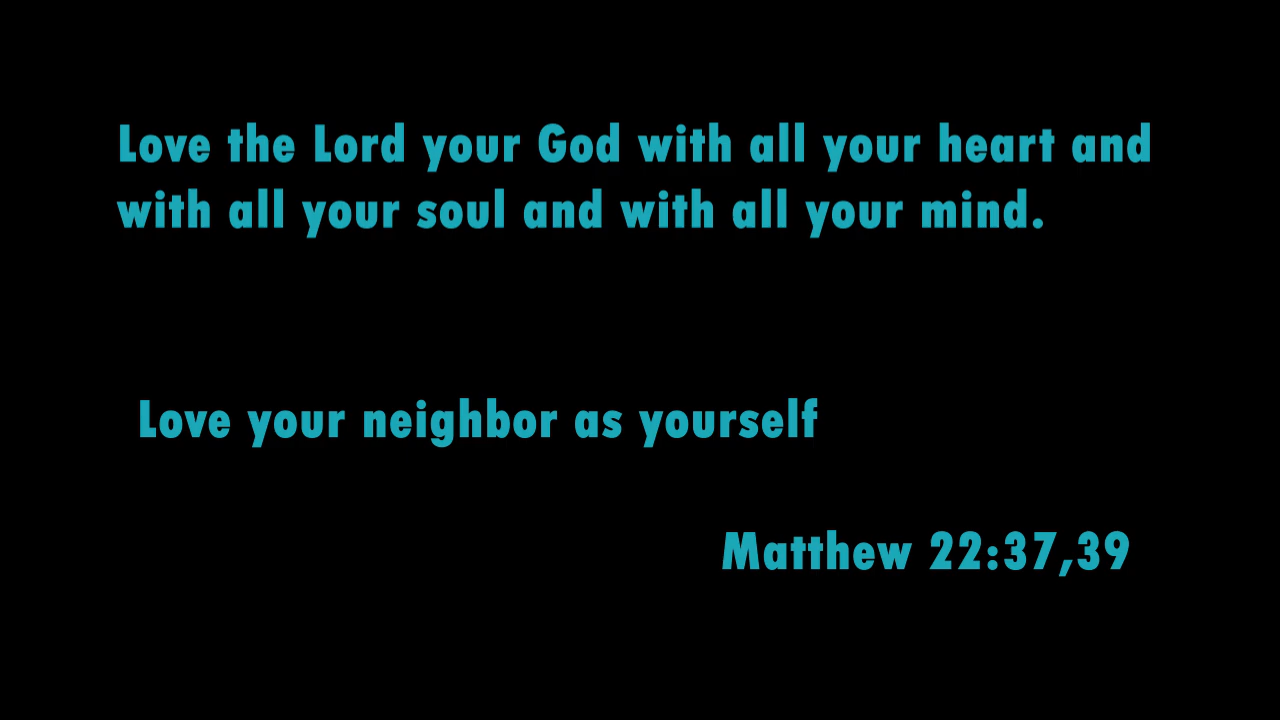 Love the Lord your God with all your heart and
with all your soul and with all your mind.
Love your neighbor as yourself
Matthew 22:37,39